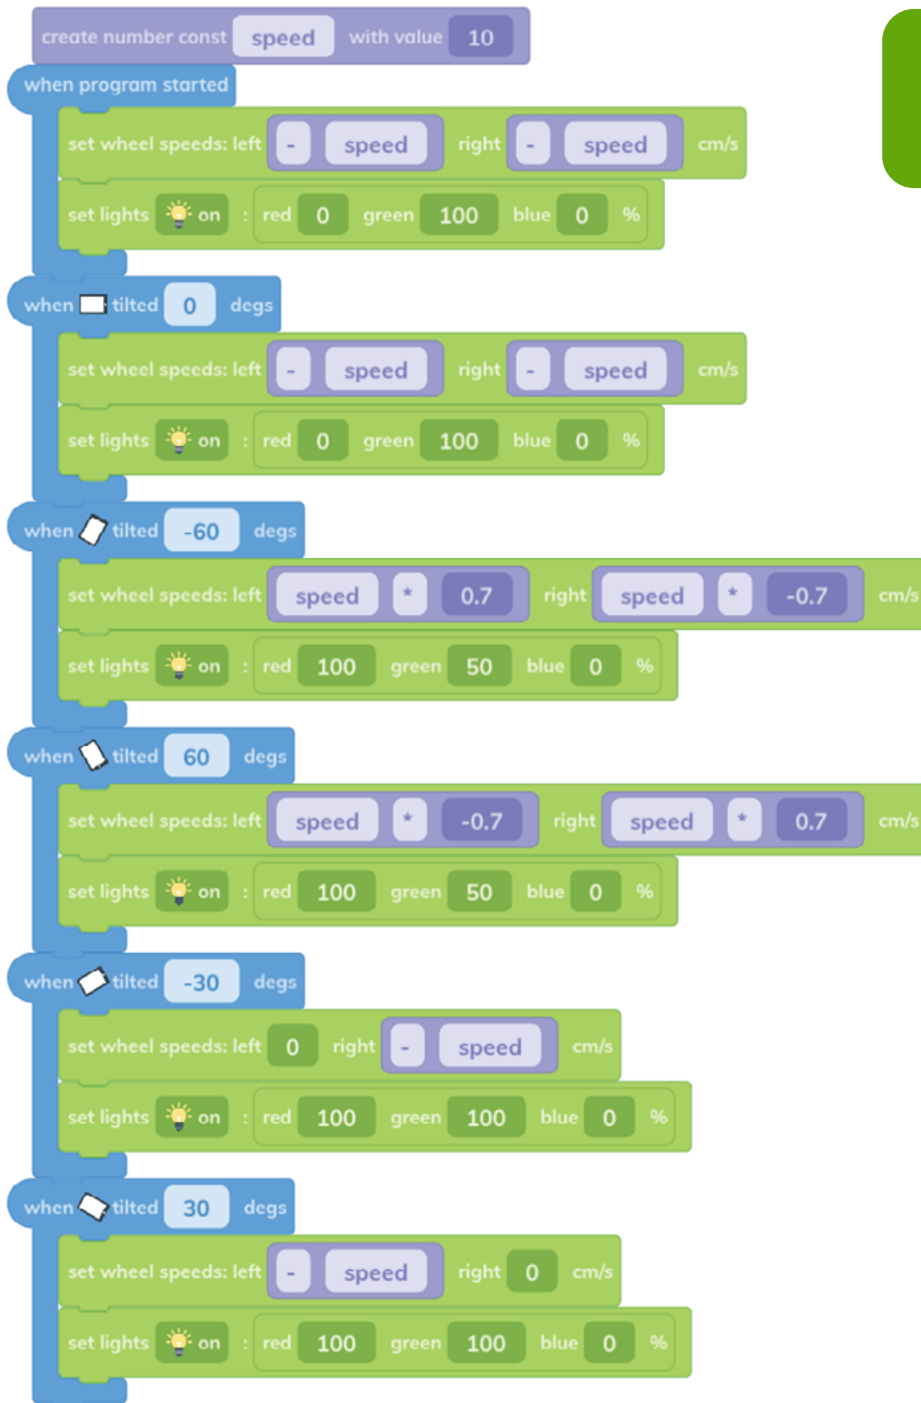 create number const speed with value 10
when program started
set wheel speeds: left - speed right - speed cm/s
set lights on : red 0 green 100 blue 0 %
when tilted 0 degs
set wheel speeds: left - speed right - speed cm/s
set lights on : red 0 green 100 blue 0 %
when tilted -60 degs
set wheel speeds: left speed * 0.7 right speed * -0.7 cm/s
set lights on : red 100 green 50 blue 0 %
when tilted 60 degs
set wheel speeds: left speed * -0.7 right speed * 0.7 cm/s
set lights on : red 100 green 50 blue 0 %
when tilted -30 degs
set wheel speeds: left 0 right - speed cm/s
set lights on : red 100 green 100 blue 0 %
when tilted 30 degs
set wheel speeds: left - speed right 0 cm/s
set lights on : red 100 green 100 blue 0 %